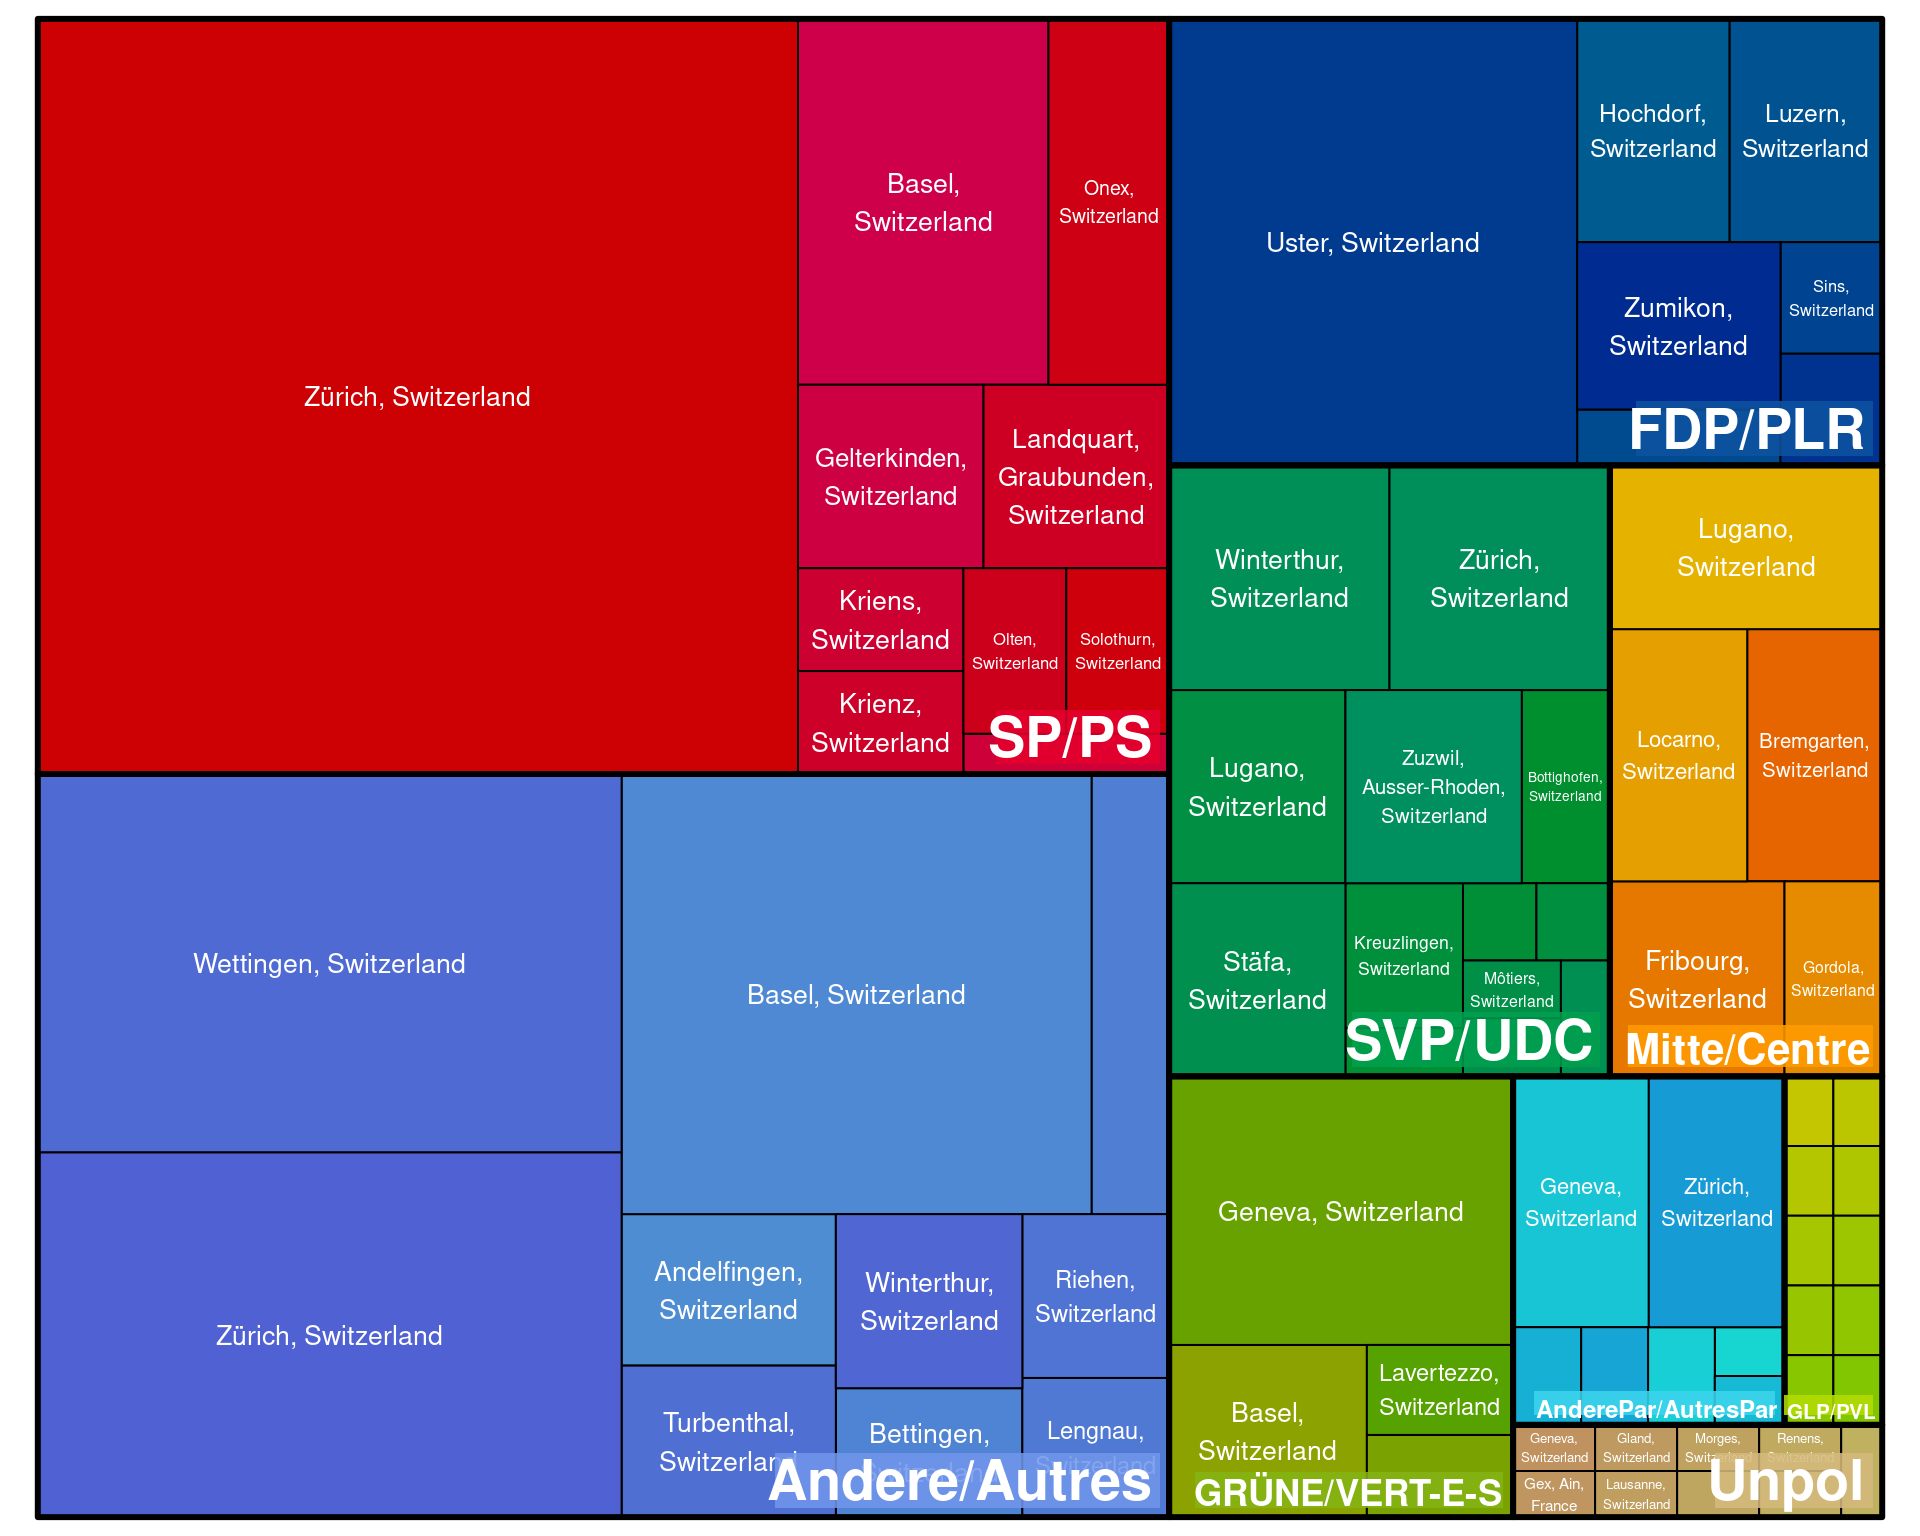 Zürich, Switzerland
Basel,
Switzerland
Onex,
Switzerland
Gelterkinden,
Switzerland
Landquart,
Graubunden,
Switzerland
Kriens,
Switzerland
Krienz,
Switzerland
Olten,
Switzerland
Solothurn,
Switzerland
SP/PS
Uster, Switzerland
Hochdorf,
Switzerland
Luzern,
Switzerland
Zumikon,
Switzerland
Sins,
Switzerland
FDP/PLR
Winterthur,
Switzerland
Zürich,
Switzerland
Lugano,
Switzerland
Zuzwil,
Ausser-Rhoden,
Switzerland
Bottighofen,
Switzerland
Stäfa,
Switzerland
Kreuzlingen,
Switzerland
Môtiers,
Switzerland
SVP/UDC
Lugano,
Switzerland
Locarno,
Switzerland
Bremgarten,
Switzerland
Fribourg,
Switzerland
Gordola,
Switzerland
Mitte/Centre
Wettingen, Switzerland
Zürich, Switzerland
Basel, Switzerland
Andelfingen,
Switzerland
Turbenthal,
Switzerland
Winterthur,
Switzerland
Bettingen,
Switzerland
Riehen,
Switzerland
Lengnau,
Switzerland
Andere/Autres
Geneva, Switzerland
Basel,
Switzerland
Lavertezzo,
Switzerland
GRÜNE/VERT-E-S
Geneva,
Switzerland
Zürich,
Switzerland
AnderePar/AutresPar
GLP/PVL
Geneva,
Switzerland
Gland,
Switzerland
Morges,
Switzerland
Renens,
Switzerland
Gex, Ain,
France
Lausanne,
Switzerland
Unpol